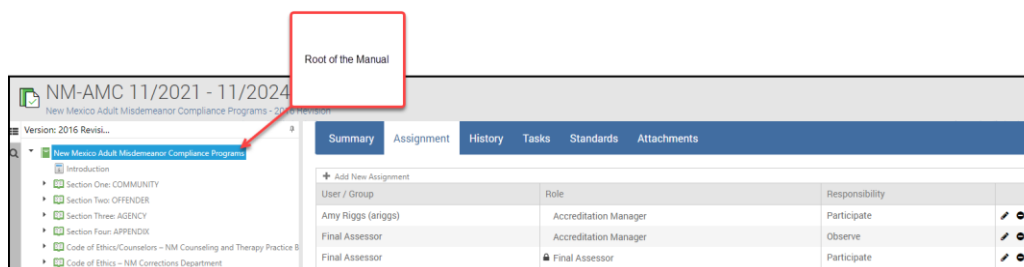 Root of the Manual
NM-AMC 11/2021 - 11/2024
New Mexico Adult Misdemeanor Compliance Programs - 2016 Revision
Version: 2016 Revisi...
Summary Assignment History Tasks Standards Attachments
New Mexico Adult Misdemeanor Compliance Programs
Introduction
Section One: COMMUNITY
Section Two: OFFENDER
Section Three: AGENCY
Section Four: APPENDIX
Code of Ethics/Counselors – NM Counseling and Therapy Practice B
Code of Ethics – NM Corrections Department
Add New Assignment
User / Group Role Responsibility
Amy Riggs (ariggs) Accreditation Manager Participate
Final Assessor Accreditation Manager Observe
Final Assessor Final Assessor Participate